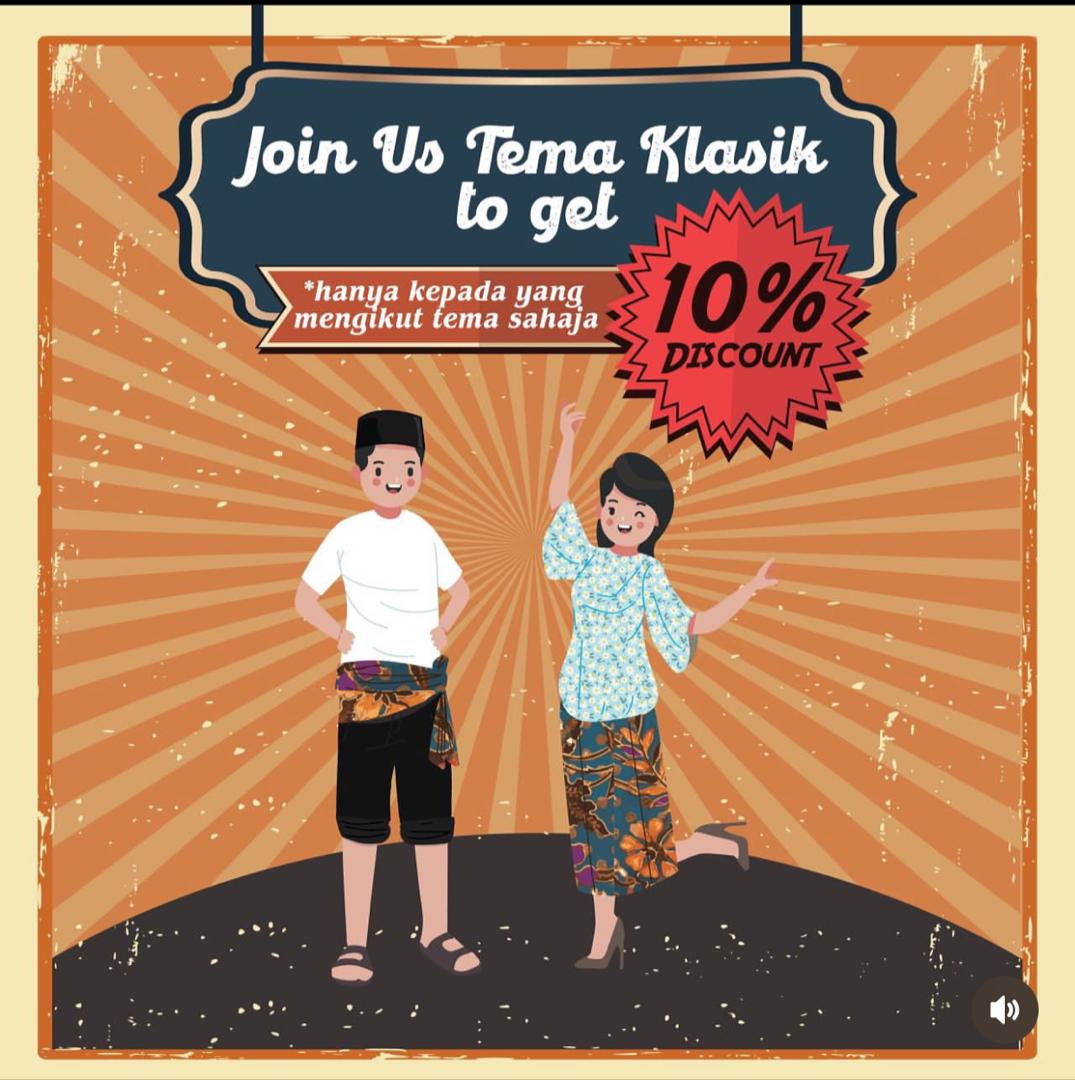 Join Us Tema Klasik
to get
*hanya kepada yang
mengikut tema sahaja
10%
DISCOUNT